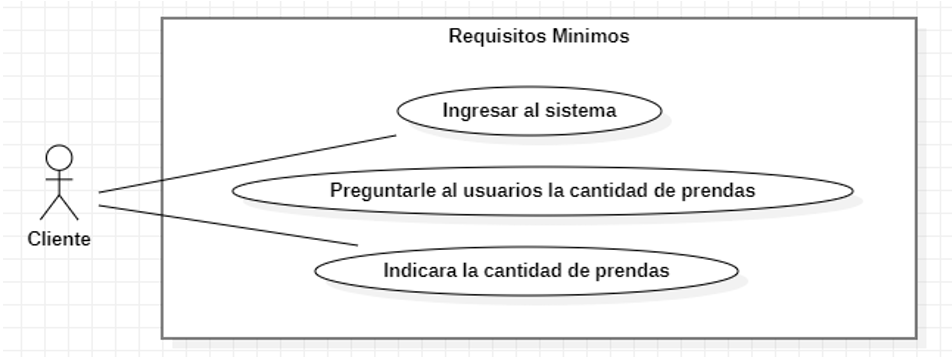 Requisitos Minimos
Ingresar al sistema
Preguntarle al usuarios la cantidad de prendas
Cliente
Indicara la cantidad de prendas